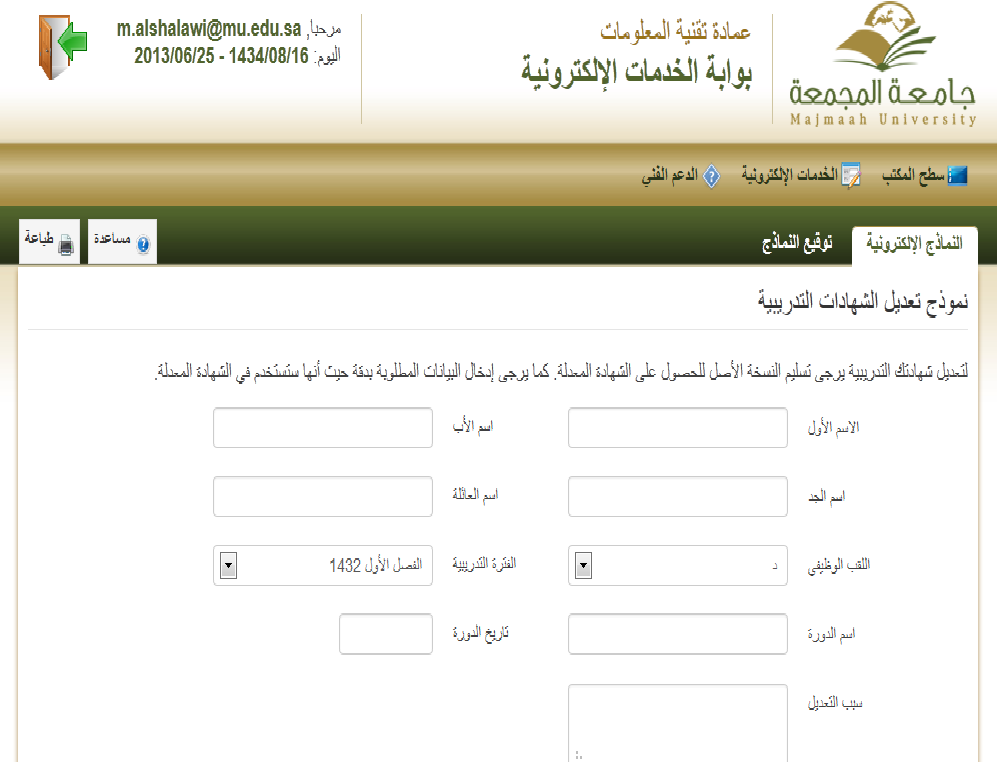 جامعة المجمعة
Majmaah University
عمادة تقنية المعلومات
بوابة الخدمات الإلكترونية
مرحبا, m.alshalawi@mu.edu.sa
اليوم: 1434/08/16 - 2013/06/25
سطح المكتب
الخدمات الإلكترونية
الدعم الفني
النماذج الإلكترونية
توقيع النماذج
مساعدة
طباعة
نموذج تعديل الشهادات التدريبية
لتعديل شهادتك التدريبية يرجى تسليم النسخة الأصل للحصول على الشهادة المعدلة. كما يرجى إدخال البيانات المطلوبة بدقة حيث أنها ستستخدم في الشهادة المعدلة.
الاسم الأول
اسم الأب
اسم الجد
اسم العائلة
اللقب الوظيفي
د
الفترة التدريبية
الفصل الأول 1432
اسم الدورة
تاريخ الدورة
سبب التعديل